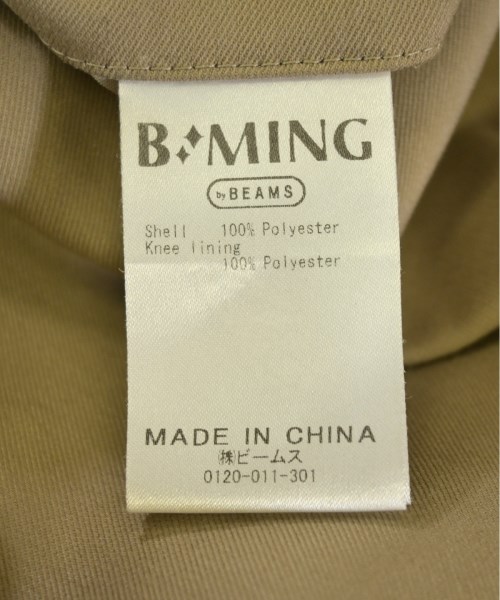 B:MING
by BEAMS
Shell 100% Polyester
Knee lining
100% Polyester
MADE IN CHINA
㈱ビームス
0120-011-301